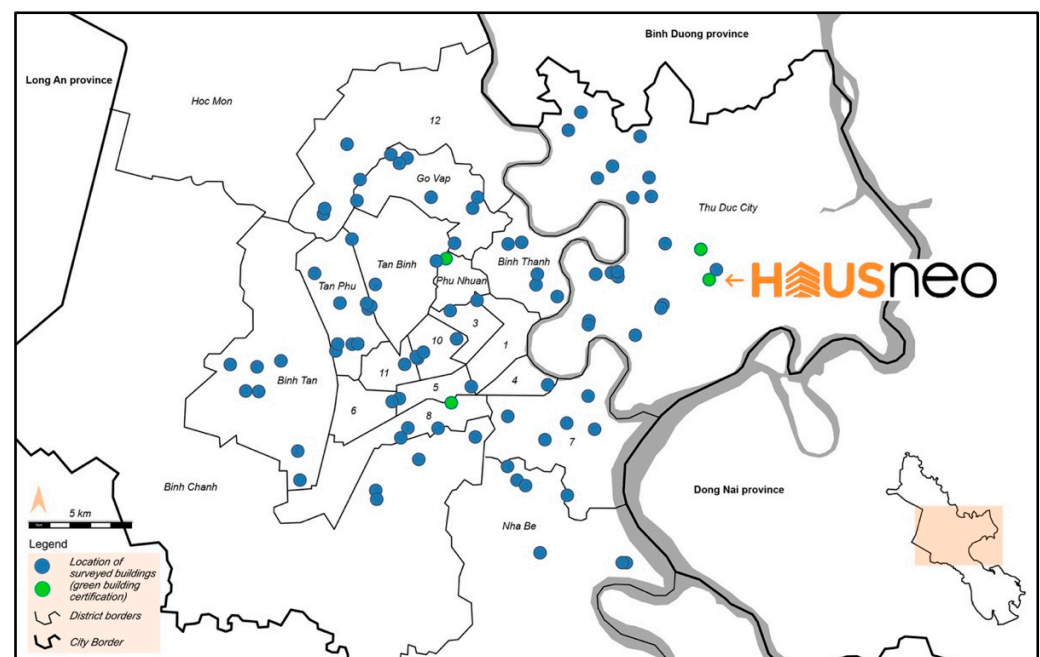 Binh Duong province
Long An province
Hoc Mon
12
Go Vap
Thu Duc City
Tan Binh
Binh Thanh
Phu Nhuan
Tan Phu
HAUSneo
3
10
1
11
Binh Tan
5
4
6
8
7
Binh Chanh
Dong Nai province
5 km
Nha Be
Legend
Location of
surveyed buildings
(green building
certification)
District borders
City Border